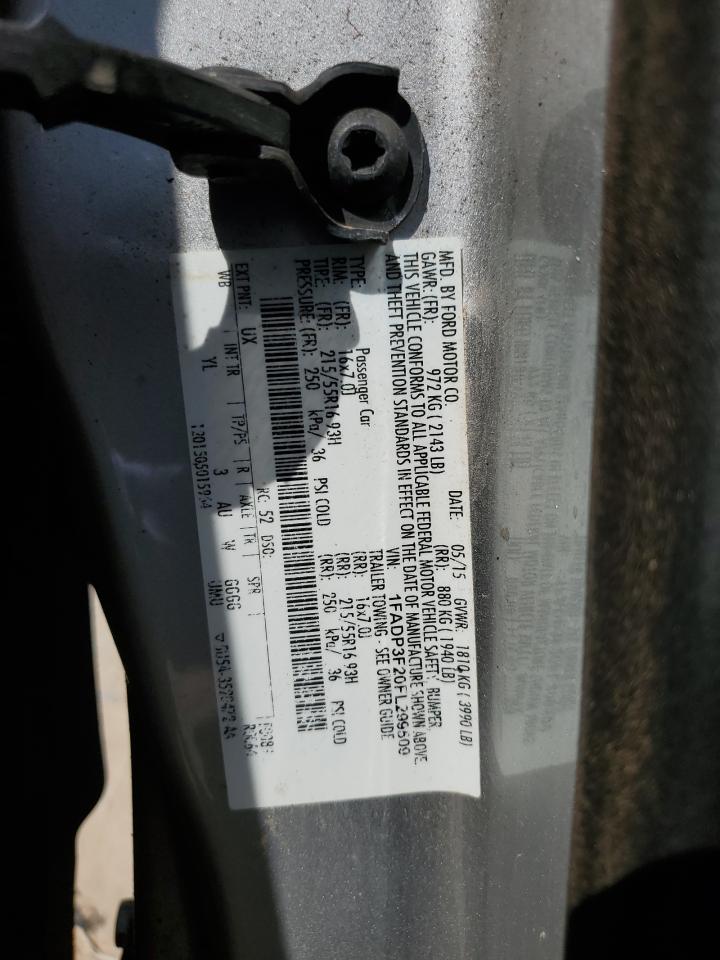 MFD. BY FORD MOTOR CO. DATE: 05/15 GVWR: 1810 KG ( 3990 LB)
GAWR: (FR): 972 KG ( 2143 LB) (RR): 880 KG ( 1940 LB)
THIS VEHICLE CONFORMS TO ALL APPLICABLE FEDERAL MOTOR VEHICLE SAFETY, BUMPER
AND THEFT PREVENTION STANDARDS IN EFFECT ON THE DATE OF MANUFACTURE SHOWN ABOVE.
VIN: 1FADP3F20FL299509
TYPE: Passenger Car TRAILER TOWING - SEE OWNER GUIDE
RIM: (FR): 16x7.0J (RR): 16x7.0J
TIRE: (FR): 215/55R16 93H (RR): 215/55R16 93H
PRESSURE: (FR): 250 kPa/ 36 PSI COLD (RR): 250 kPa/ 36 PSI COLD
EXT PNT: UX RC: 52 DSO:
WB INT TR TP/PS R AXLE TR SPR
YL 3 AU W GGGG
UMU